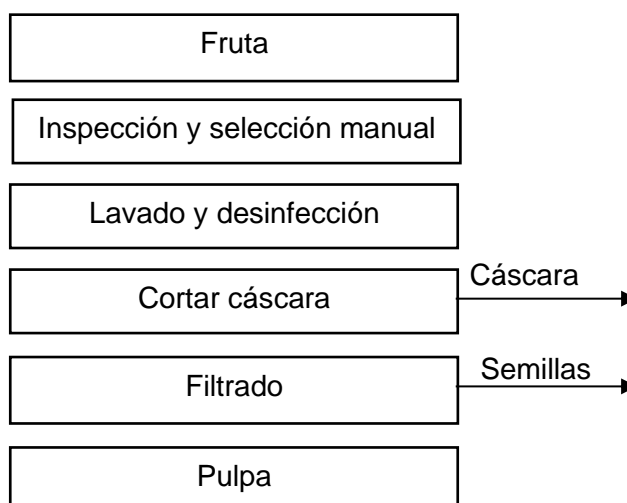 Fruta
Inspección y selección manual
Lavado y desinfección
Cortar cáscara
Cáscara
Filtrado
Semillas
Pulpa